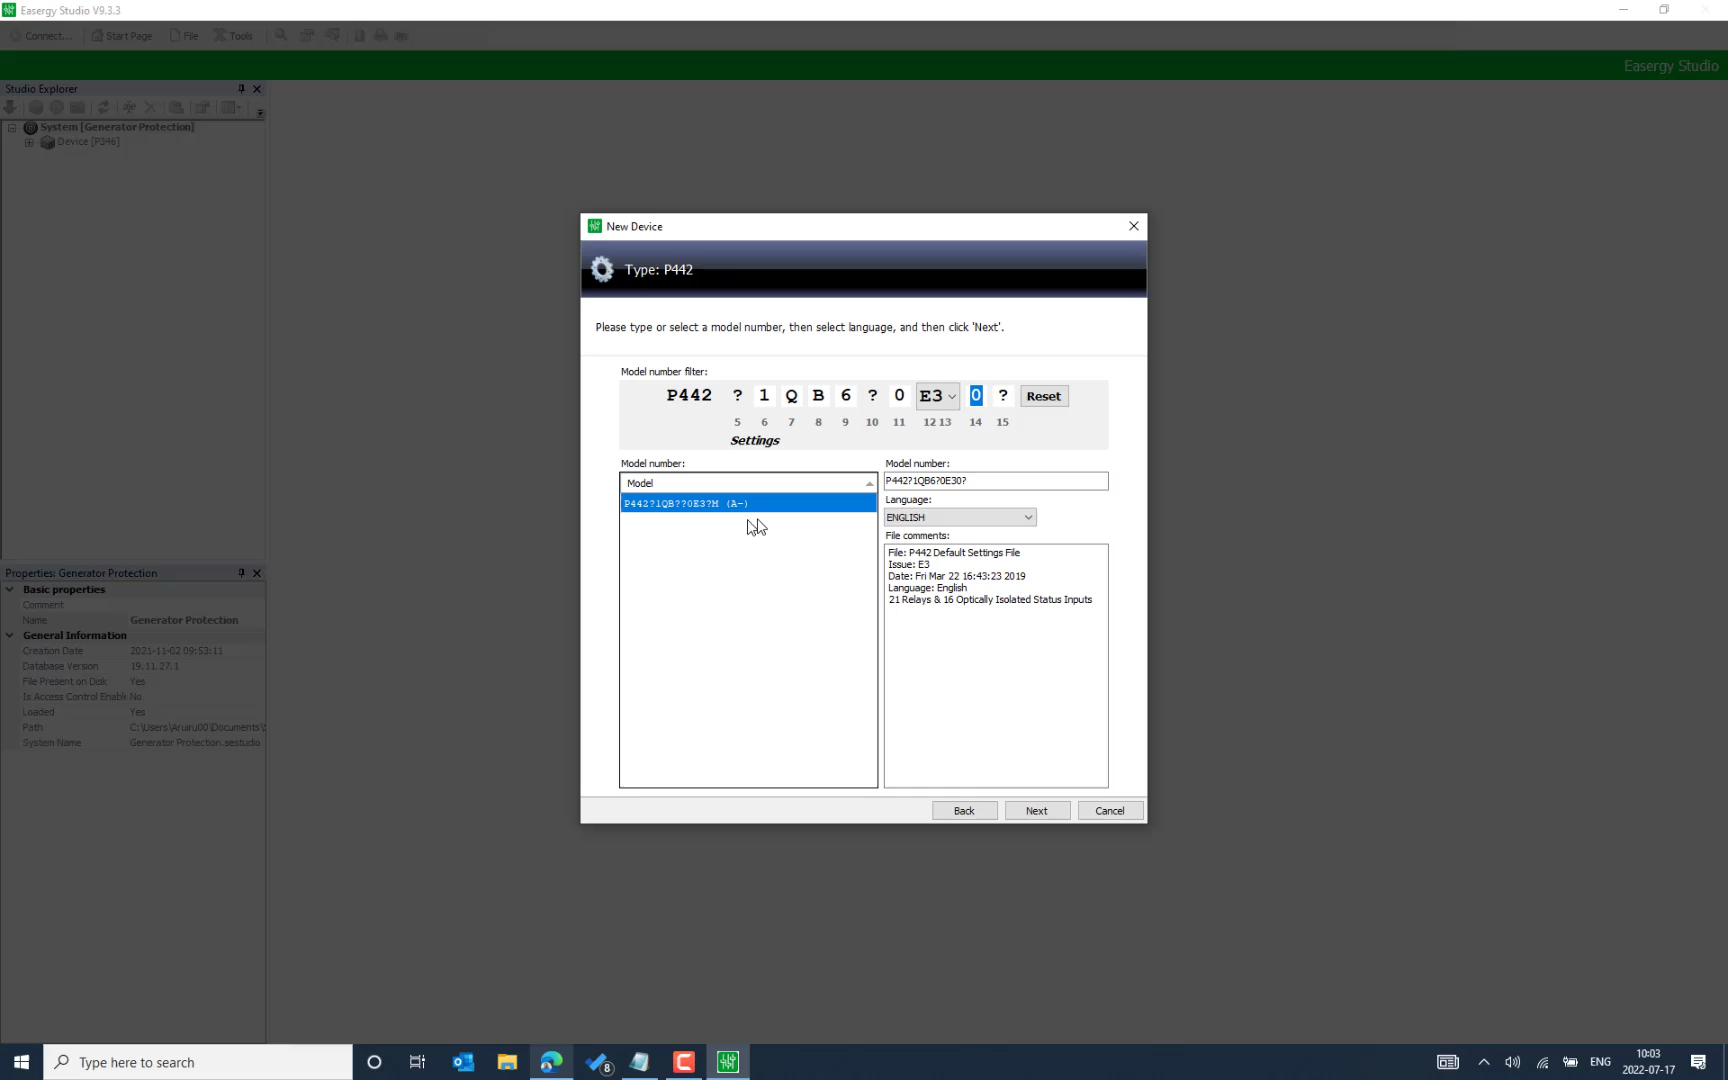 Easergy Studio V9.3.3
Connect... Start Page File Tools
Easergy Studio
Studio Explorer
System [Generator Protection]
Device [P346]
New Device
Type: P442
Please type or select a model number, then select language, and then click 'Next'.
Model number filter:
P442 ? 1 Q B 6 ? 0 E3 0 ? Reset
5 6 7 8 9 10 11 12 13 14 15
Settings
Model number:
Model
P442?1QB??0E3?M (A-)
Model number:
P442?1QB6?0E30?
Language:
ENGLISH
File comments:
File: P442 Default Settings File
Issue: E3
Date: Fri Mar 22 16:43:23 2019
Language: English
21 Relays & 16 Optically Isolated Status Inputs
Back Next Cancel
Properties: Generator Protection
Basic properties
Comment
Name Generator Protection
General Information
Creation Date 2021-11-02 09:53:11
Database Version 19.11.27.1
File Present on Disk Yes
Is Access Control Enabl No
Loaded Yes
Path C:\Users\Aruiru00\Documents\
System Name Generator Protection.sestudio
Type here to search
8
ENG
10:03
2022-07-17